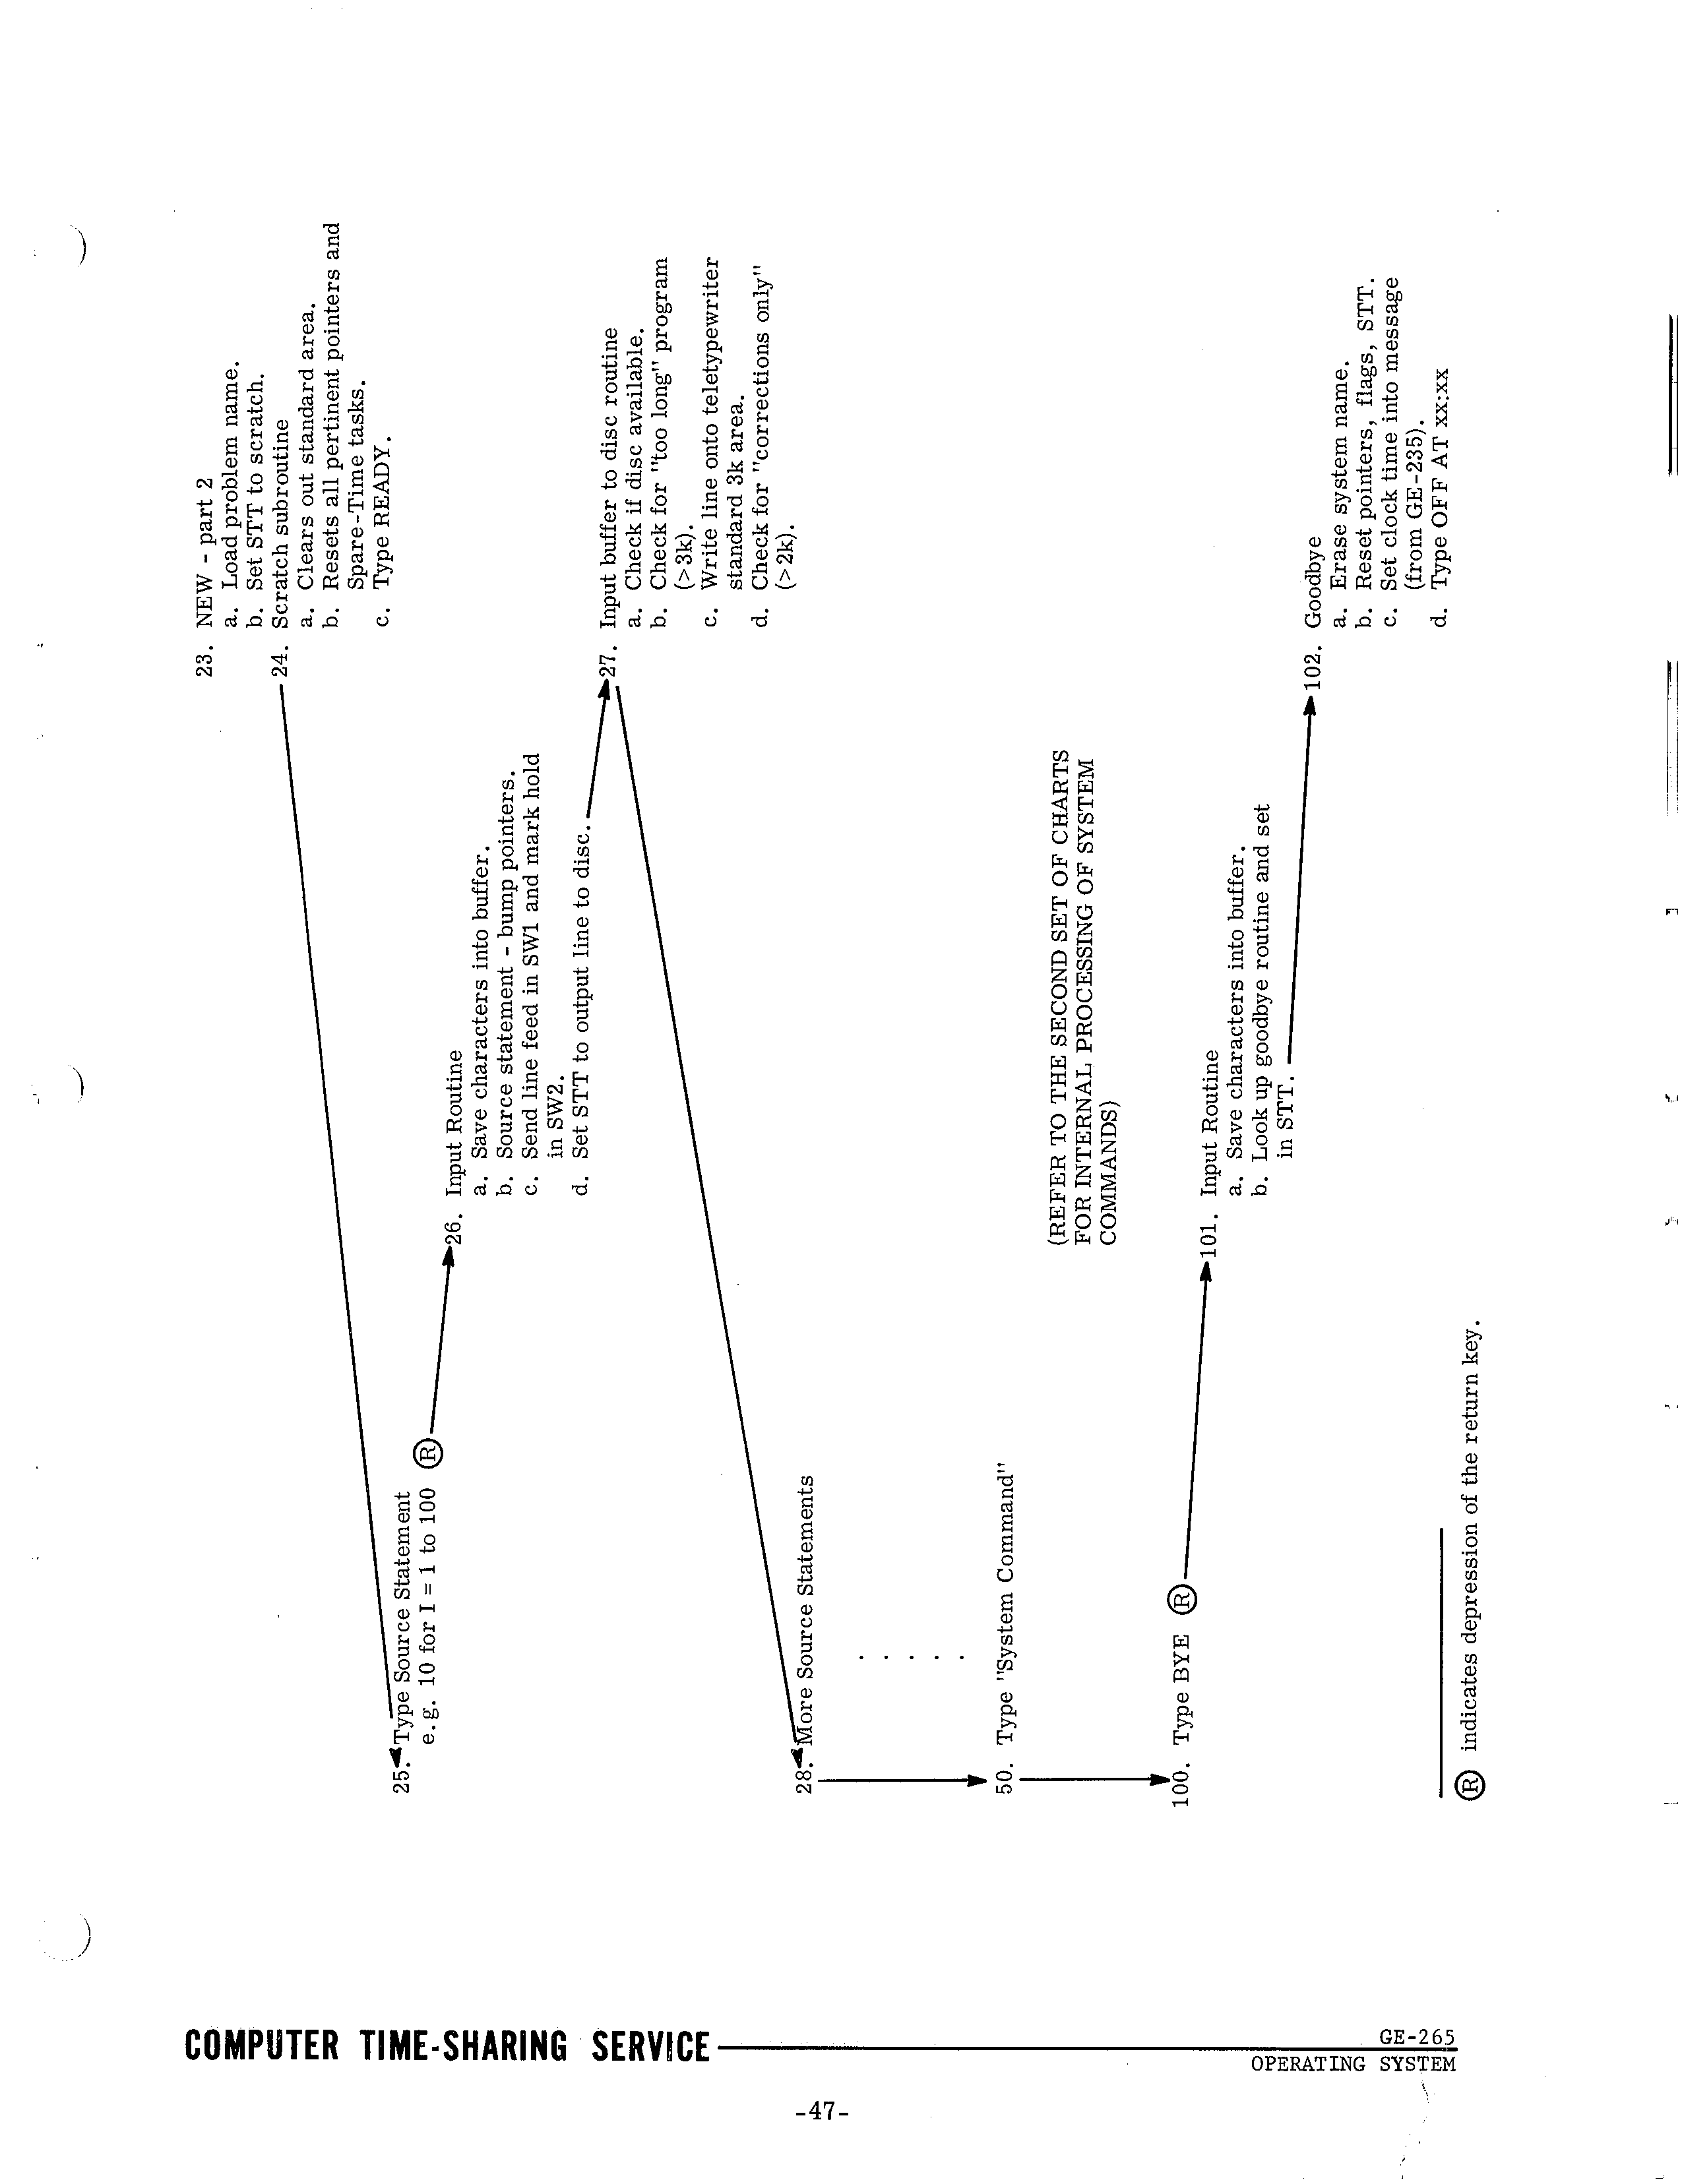 23. NEW - part 2
a. Load problem name.
b. Set STT to scratch.
24. Scratch subroutine
a. Clears out standard area.
b. Resets all pertinent pointers and
Spare-Time tasks.
c. Type READY.
25. Type Source Statement
e.g. 10 for I = 1 to 100 Ⓡ
26. Input Routine
a. Save characters into buffer.
b. Source statement - bump pointers.
c. Send line feed in SW1 and mark hold
in SW2.
d. Set STT to output line to disc.
27. Input buffer to disc routine
a. Check if disc available.
b. Check for "too long" program
(>3k).
c. Write line onto teletypewriter
standard 3k area.
d. Check for "corrections only"
(>2k).
28. More Source Statements
. . . . .
50. Type "System Command"
(REFER TO THE SECOND SET OF CHARTS
FOR INTERNAL PROCESSING OF SYSTEM
COMMANDS)
100. Type BYE Ⓡ
101. Input Routine
a. Save characters into buffer.
b. Look up goodbye routine and set
in STT.
102. Goodbye
a. Erase system name.
b. Reset pointers, flags, STT.
c. Set clock time into message
(from GE-235).
d. Type OFF AT xx:xx
Ⓡ indicates depression of the return key.
COMPUTER TIME-SHARING SERVICE
GE-265
OPERATING SYSTEM
-47-